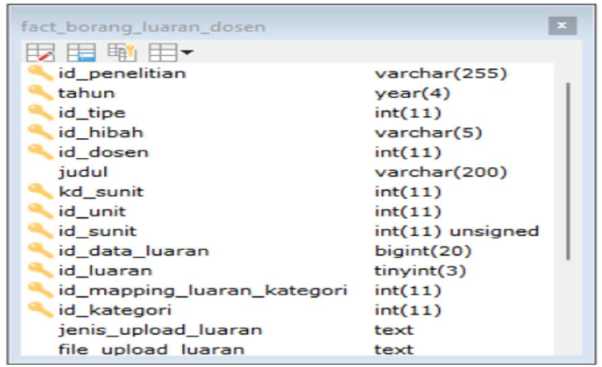 fact_borang_luaran_dosen
id_penelitian varchar(255)
tahun year(4)
id_tipe int(11)
id_hibah varchar(5)
id_dosen int(11)
judul varchar(200)
kd_sunit int(11)
id_unit int(11)
id_sunit int(11) unsigned
id_data_luaran bigint(20)
id_luaran tinyint(3)
id_mapping_luaran_kategori int(11)
id_kategori int(11)
jenis_upload_luaran text
file_upload_luaran text